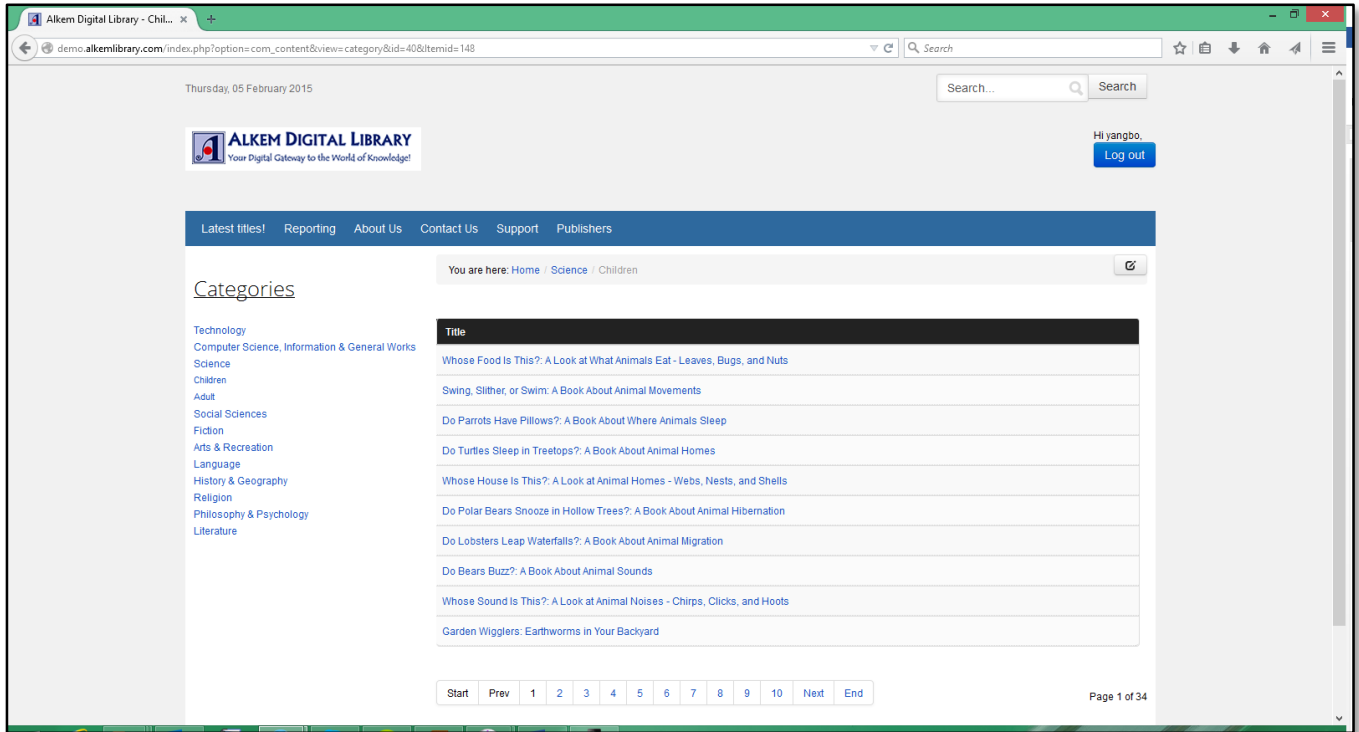 Alkem Digital Library - Chil...
demo.alkemlibrary.com/index.php?option=com_content&view=category&id=40&Itemid=148
Search
Thursday, 05 February 2015
Search... Search
ALKEM DIGITAL LIBRARY
Your Digital Gateway to the World of Knowledge!
Hi yangbo,
Log out
Latest titles! Reporting About Us Contact Us Support Publishers
You are here: Home / Science / Children
Categories
Technology
Computer Science, Information & General Works
Science
Children
Adult
Social Sciences
Fiction
Arts & Recreation
Language
History & Geography
Religion
Philosophy & Psychology
Literature
Title
Whose Food Is This?: A Look at What Animals Eat - Leaves, Bugs, and Nuts
Swing, Slither, or Swim: A Book About Animal Movements
Do Parrots Have Pillows?: A Book About Where Animals Sleep
Do Turtles Sleep in Treetops?: A Book About Animal Homes
Whose House Is This?: A Look at Animal Homes - Webs, Nests, and Shells
Do Polar Bears Snooze in Hollow Trees?: A Book About Animal Hibernation
Do Lobsters Leap Waterfalls?: A Book About Animal Migration
Do Bears Buzz?: A Book About Animal Sounds
Whose Sound Is This?: A Look at Animal Noises - Chirps, Clicks, and Hoots
Garden Wigglers: Earthworms in Your Backyard
Start Prev 1 2 3 4 5 6 7 8 9 10 Next End
Page 1 of 34